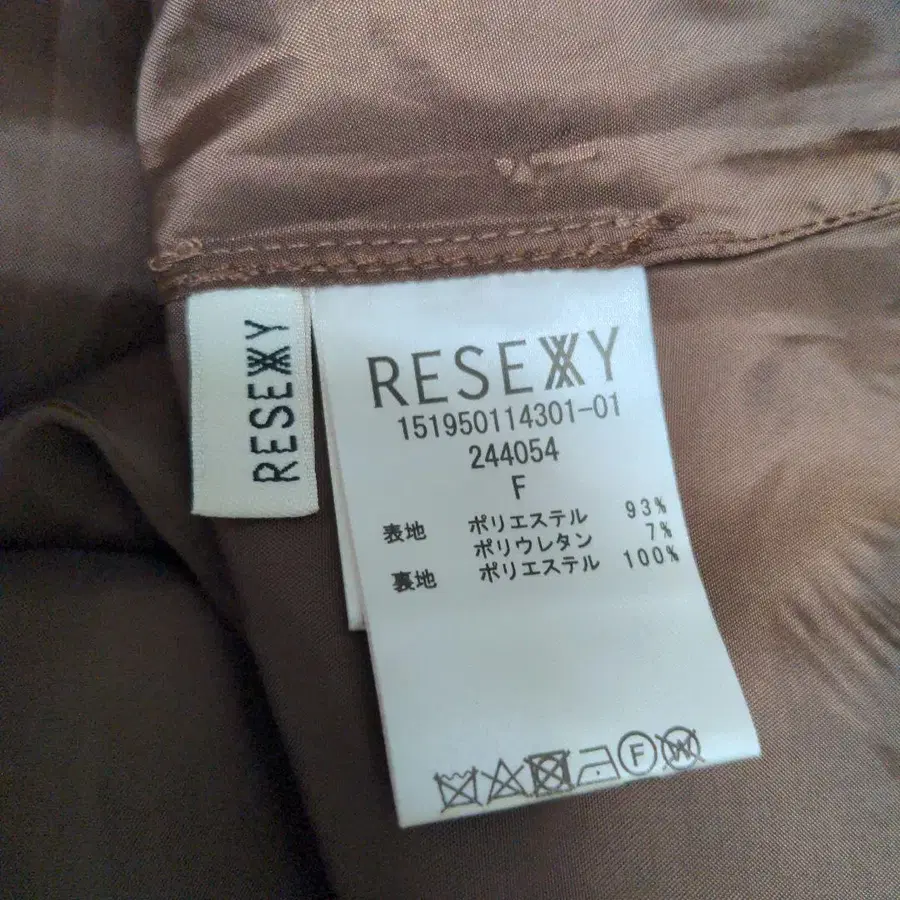 RESEXXY
RESEXXY
151950114301-01
244054
F
表地 ポリエステル 93%
ポリウレタン 7%
裏地 ポリエステル 100%
F
W